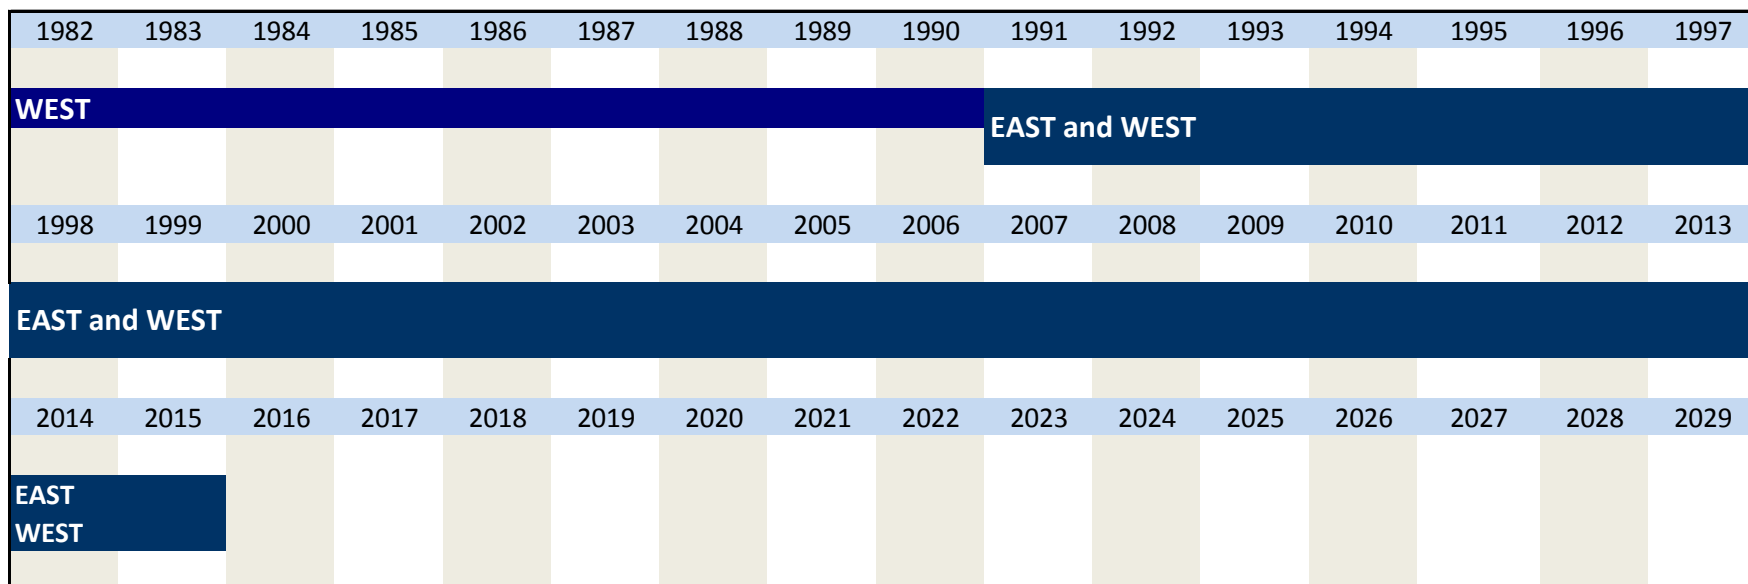 1982 1983 1984 1985 1986 1987 1988 1989 1990 1991 1992 1993 1994 1995 1996 1997
WEST
EAST and WEST
1998 1999 2000 2001 2002 2003 2004 2005 2006 2007 2008 2009 2010 2011 2012 2013
EAST and WEST
2014 2015 2016 2017 2018 2019 2020 2021 2022 2023 2024 2025 2026 2027 2028 2029
EAST
WEST